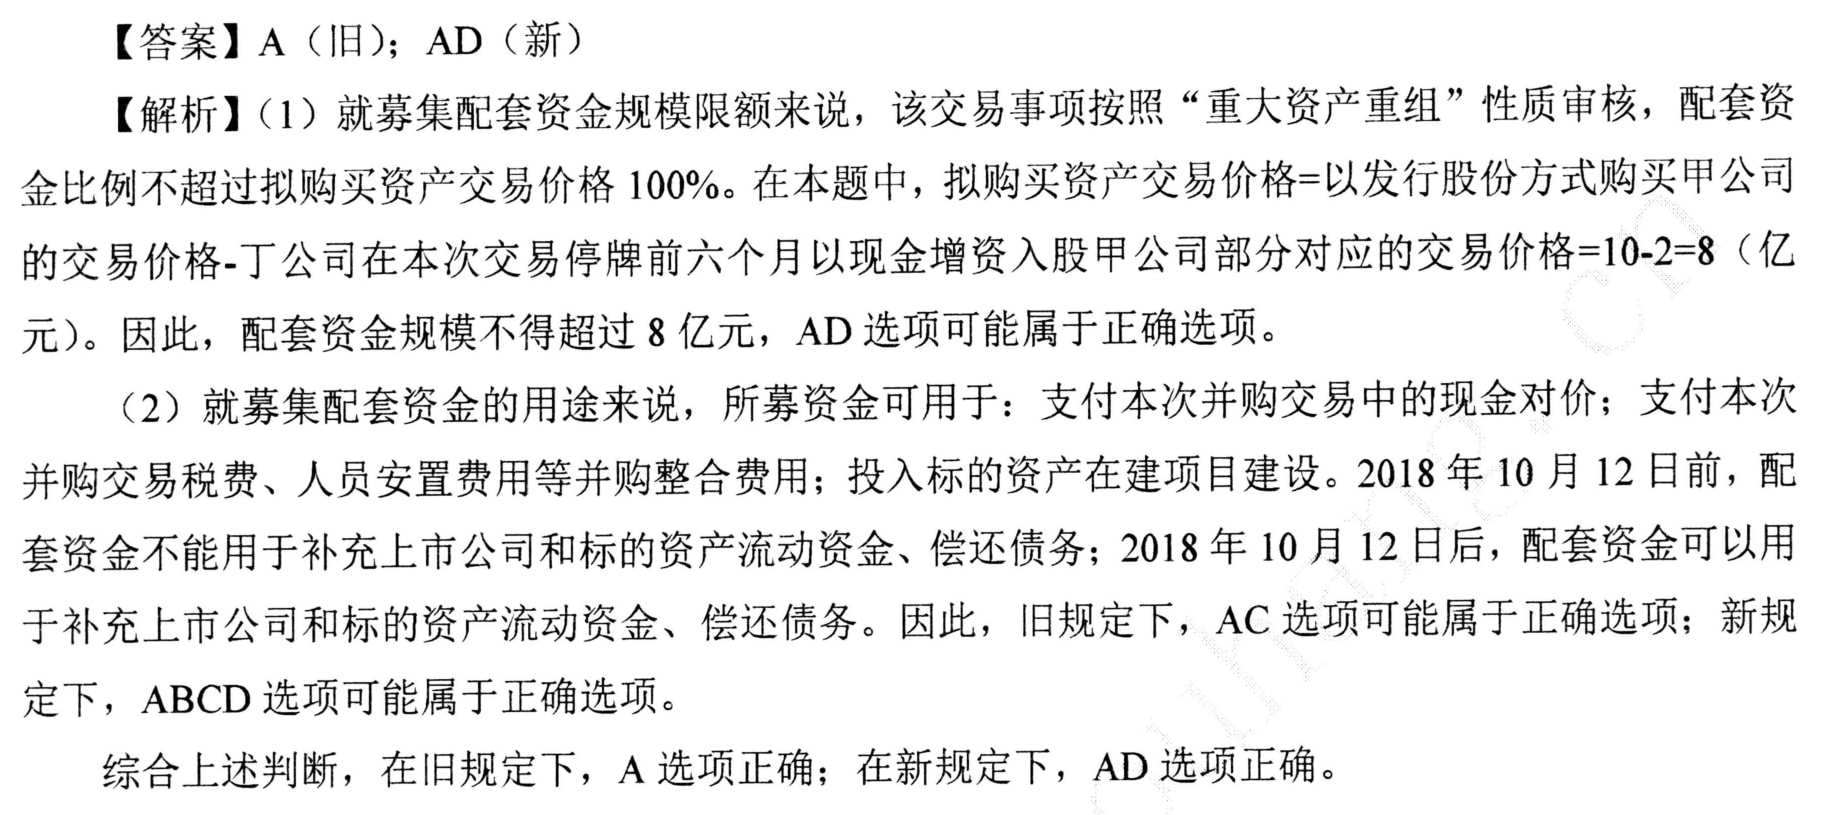 【答案】A（旧）；AD（新）
【解析】（1）就募集配套资金规模限额来说，该交易事项按照“重大资产重组”性质审核，配套资
金比例不超过拟购买资产交易价格 100%。在本题中，拟购买资产交易价格=以发行股份方式购买甲公司
的交易价格-丁公司在本次交易停牌前六个月以现金增资入股甲公司部分对应的交易价格=10-2=8（亿
元）。因此，配套资金规模不得超过 8 亿元，AD 选项可能属于正确选项。
（2）就募集配套资金的用途来说，所募资金可用于：支付本次并购交易中的现金对价；支付本次
并购交易税费、人员安置费用等并购整合费用；投入标的资产在建项目建设。2018 年 10 月 12 日前，配
套资金不能用于补充上市公司和标的资产流动资金、偿还债务；2018 年 10 月 12 日后，配套资金可以用
于补充上市公司和标的资产流动资金、偿还债务。因此，旧规定下，AC 选项可能属于正确选项；新规
定下，ABCD 选项可能属于正确选项。
综合上述判断，在旧规定下，A 选项正确；在新规定下，AD 选项正确。